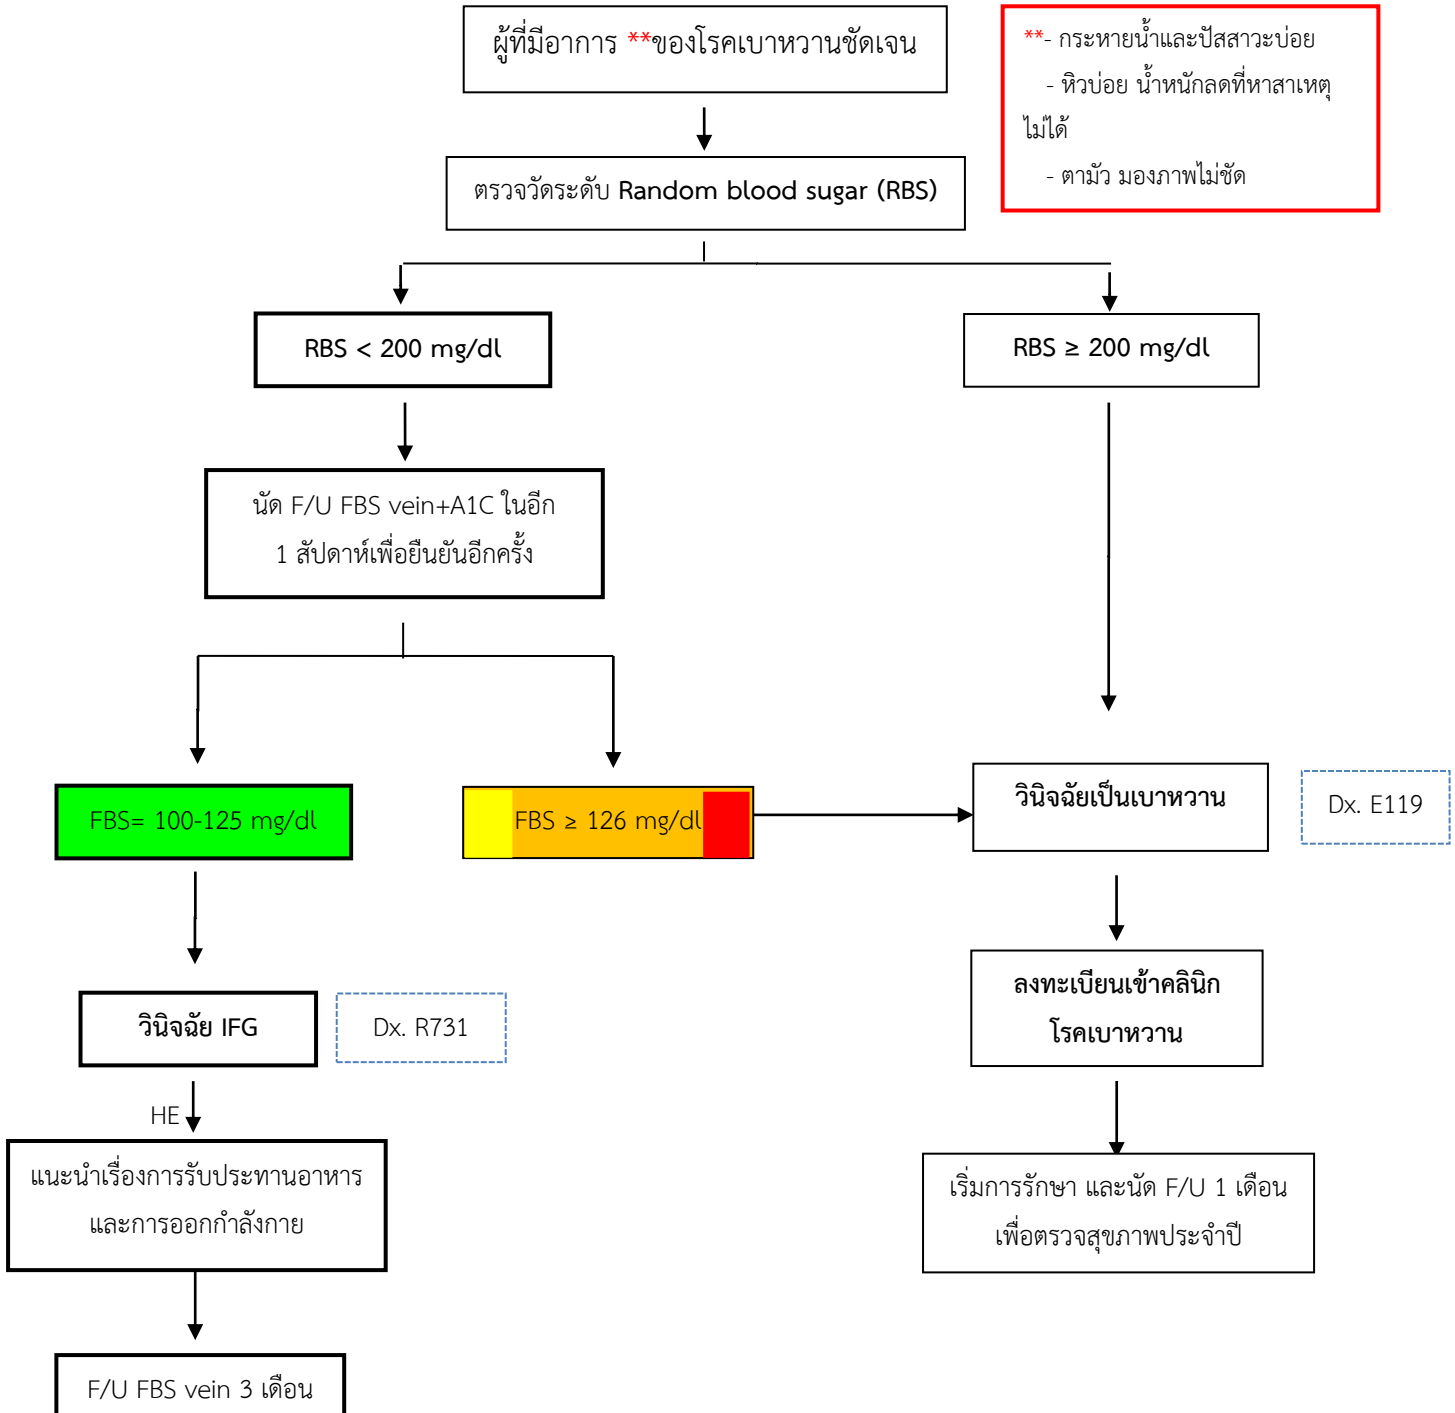 ผู้ที่มีอาการ **ของโรคเบาหวานชัดเจน
**- กระหายน้ำและปัสสาวะบ่อย
- หิวบ่อย น้ำหนักลดที่หาสาเหตุ
ไม่ได้
- ตามัว มองภาพไม่ชัด
ตรวจวัดระดับ Random blood sugar (RBS)
RBS < 200 mg/dl
RBS ≥ 200 mg/dl
นัด F/U FBS vein+A1C ในอีก
1 สัปดาห์เพื่อยืนยันอีกครั้ง
FBS= 100-125 mg/dl
FBS ≥ 126 mg/dl
วินิจฉัยเป็นเบาหวาน
Dx. E119
วินิจฉัย IFG
Dx. R731
ลงทะเบียนเข้าคลินิก
โรคเบาหวาน
HE
แนะนำเรื่องการรับประทานอาหาร
และการออกกำลังกาย
เริ่มการรักษา และนัด F/U 1 เดือน
เพื่อตรวจสุขภาพประจำปี
F/U FBS vein 3 เดือน